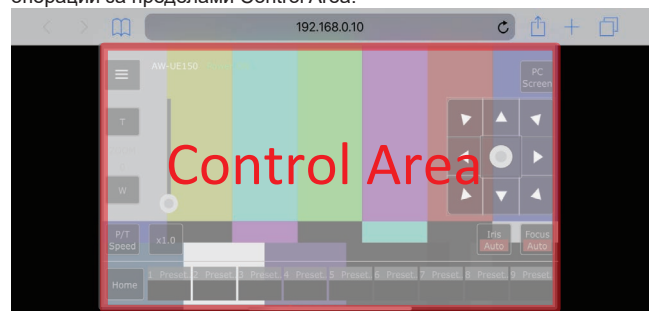 операций за пределами Control Area.
192.168.0.10
AW-UE150
PC
Screen
T
Control Area
W
P/T
Speed
x1.0
Iris
Auto
Focus
Auto
Home
1 Preset. 2 Preset. 3 Preset. 4 Preset. 5 Preset. 6 Preset. 7 Preset. 8 Preset. 9 Preset.